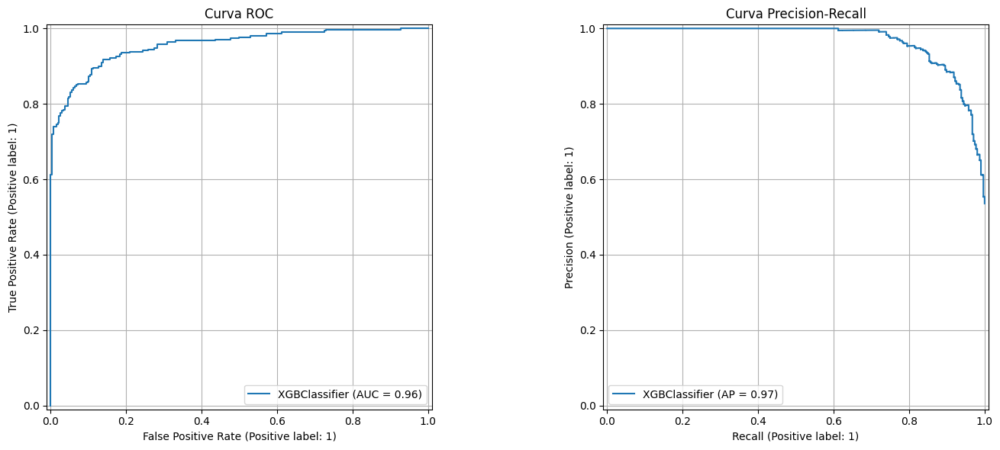 Curva ROC
1.0
0.8
0.6
0.4
0.2
0.0
True Positive Rate (Positive label: 1)
XGBClassifier (AUC = 0.96)
0.0 0.2 0.4 0.6 0.8 1.0
False Positive Rate (Positive label: 1)
Curva Precision-Recall
1.0
0.8
0.6
0.4
0.2
0.0
Precision (Positive label: 1)
XGBClassifier (AP = 0.97)
0.0 0.2 0.4 0.6 0.8 1.0
Recall (Positive label: 1)